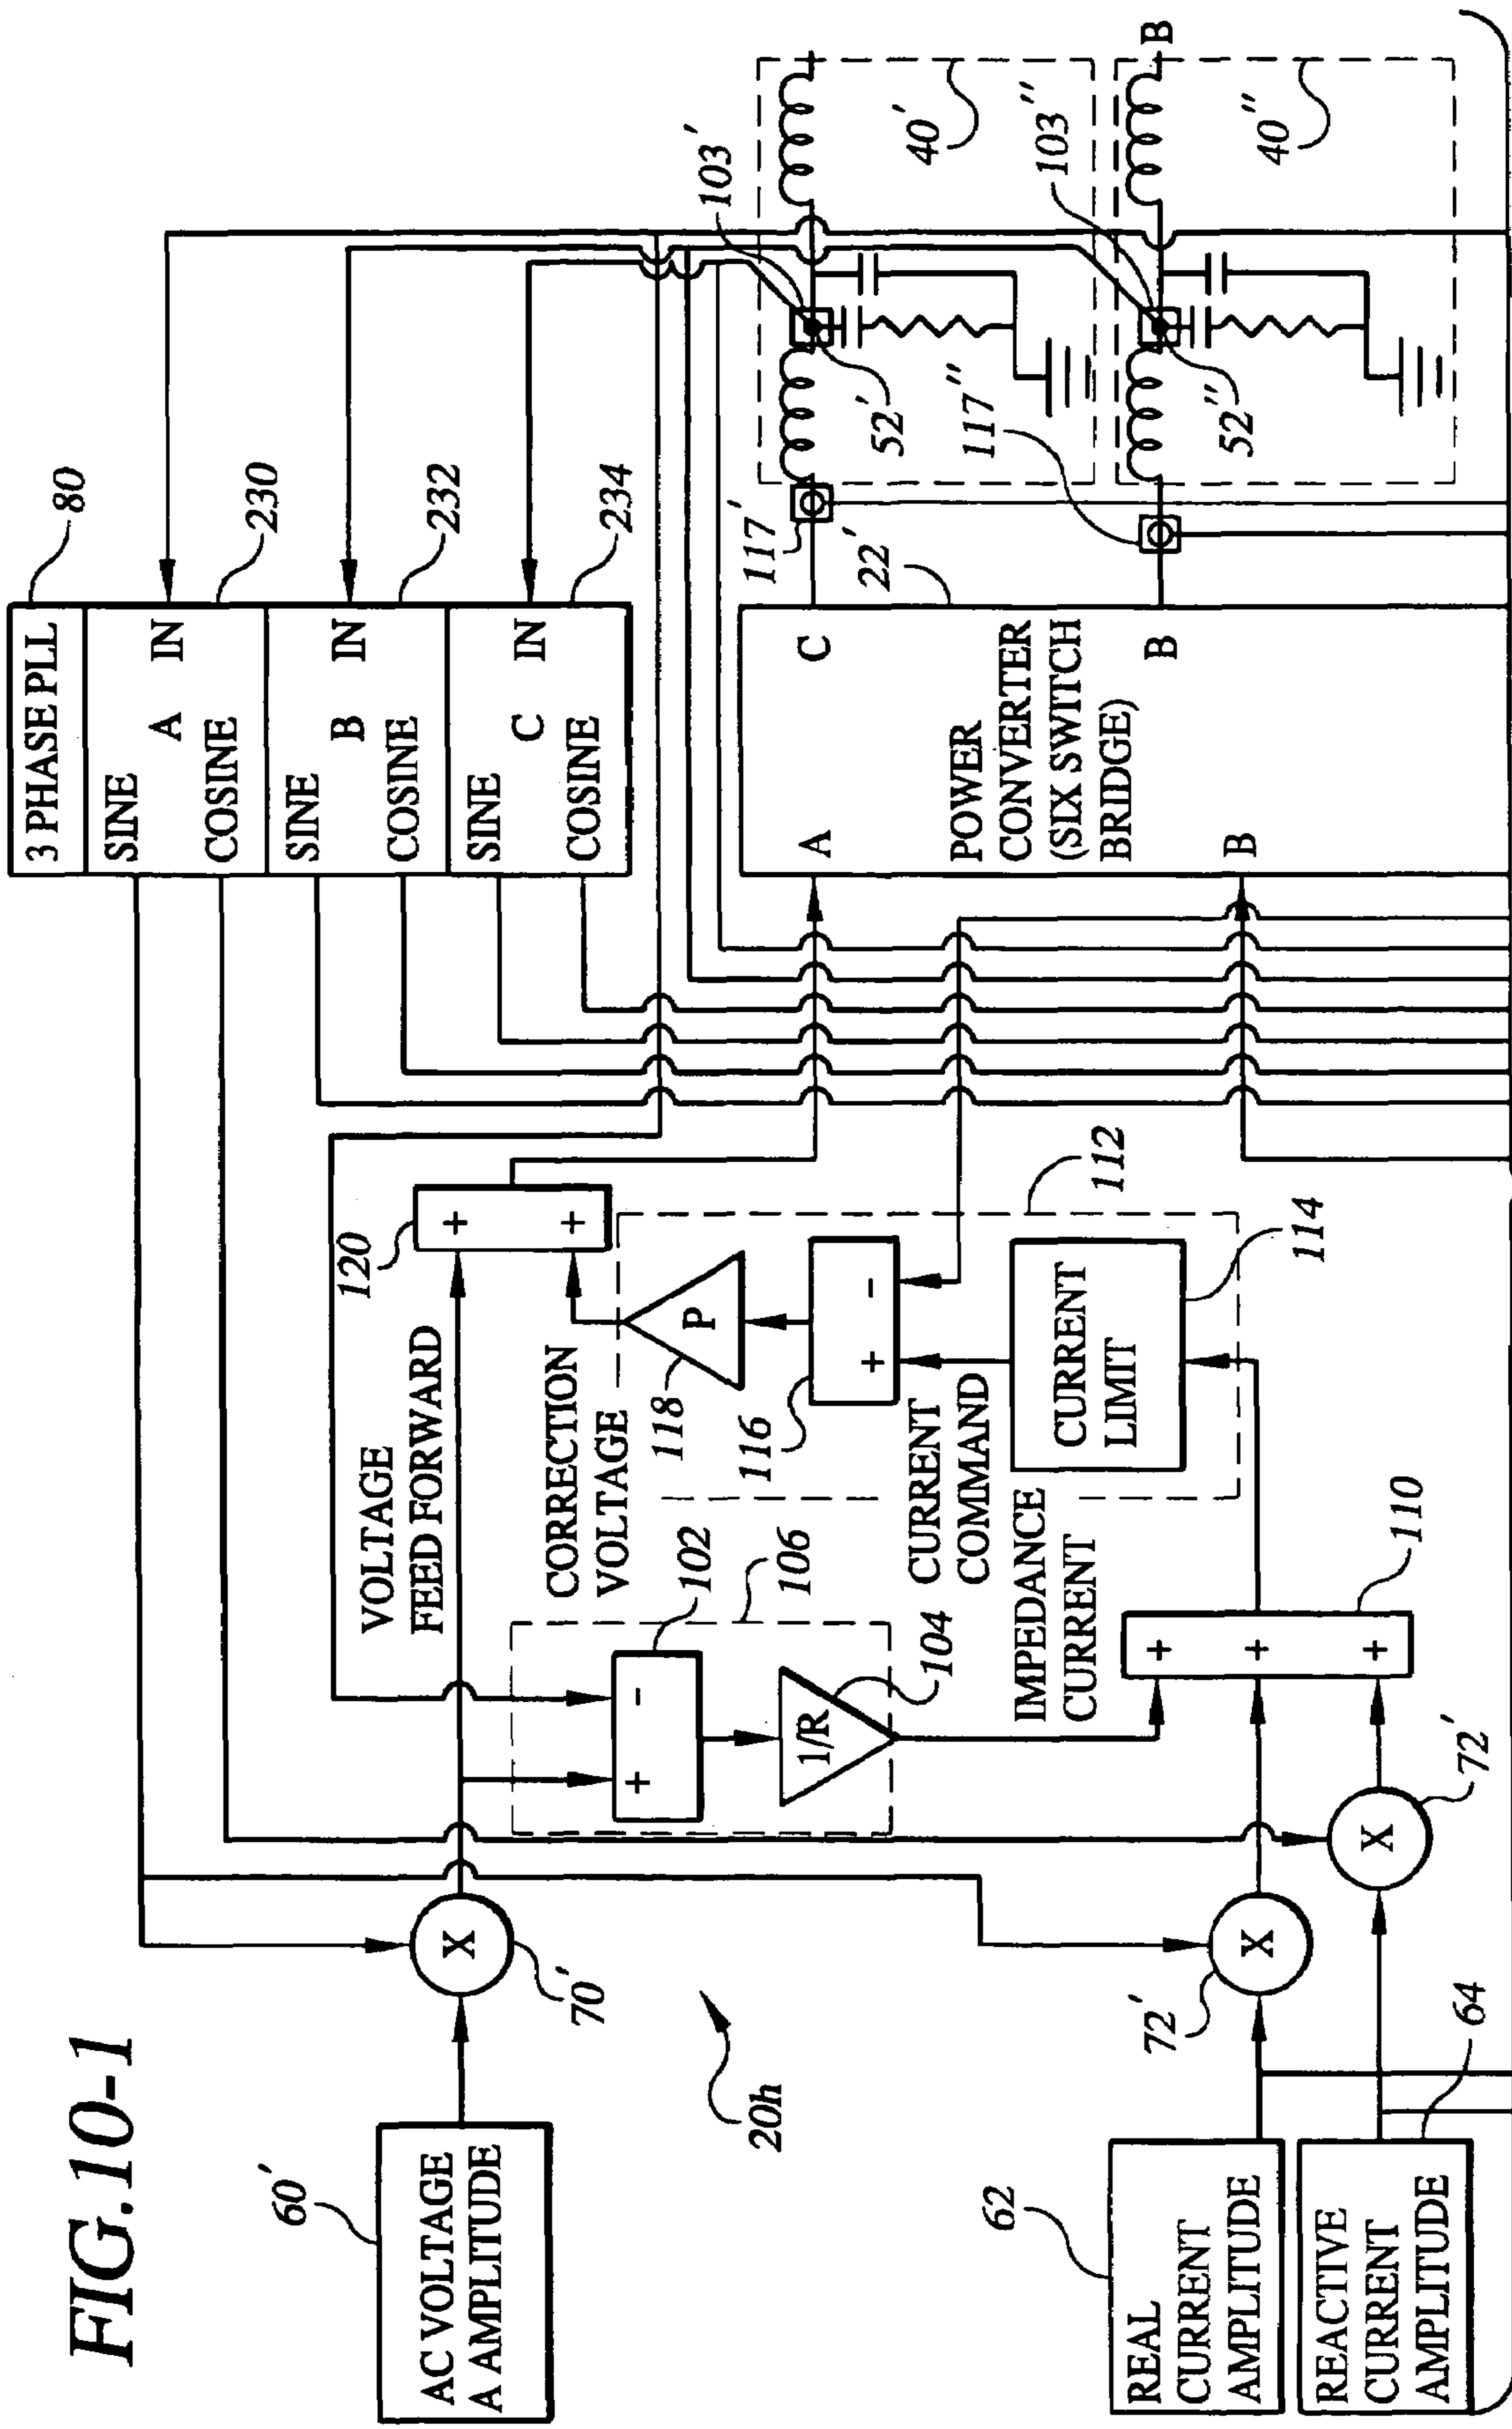 FIG.10-1
3 PHASE PLL
80
SINE
A
IN
COSINE
230
SINE
B
IN
COSINE
232
SINE
C
IN
COSINE
234
60'
AC VOLTAGE
A AMPLITUDE
X
70'
VOLTAGE
FEED FORWARD
120
+
+
CORRECTION
VOLTAGE
118
P
116
+
-
CURRENT
COMMAND
112
CURRENT
LIMIT
114
102
+
-
106
1/R
104
IMPEDANCE
CURRENT
110
+
+
+
20h
62
REAL
CURRENT
AMPLITUDE
72'
X
REACTIVE
CURRENT
AMPLITUDE
64
X
72'
A
C
POWER
CONVERTER
(SIX SWITCH
BRIDGE)
B
B
22'
117'
117"
52'
103'
40'
52"
103"
40"
B